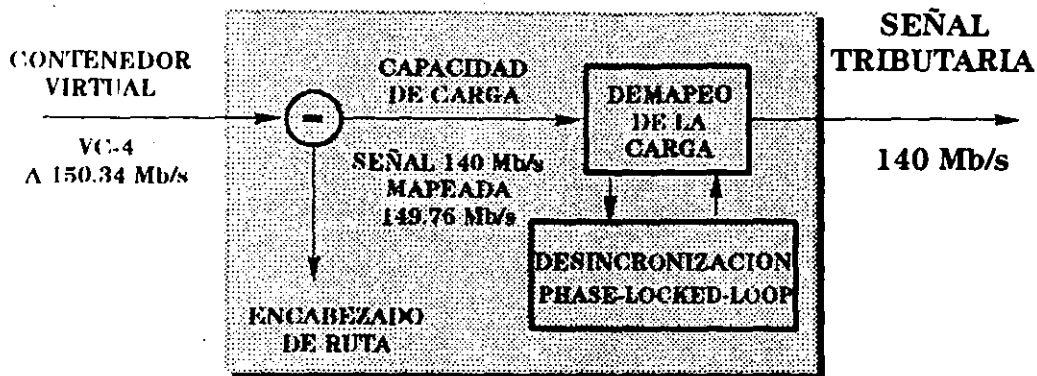 CONTENEDOR
VIRTUAL
VC-4
A 150.34 Mb/s
CAPACIDAD
DE CARGA
SEÑAL 140 Mb/s
MAPEADA
149.76 Mb/s
ENCABEZADO
DE RUTA
DEMAPEO
DE LA
CARGA
DESINCRONIZACION
PHASE-LOCKED-LOOP
SEÑAL
TRIBUTARIA
140 Mb/s